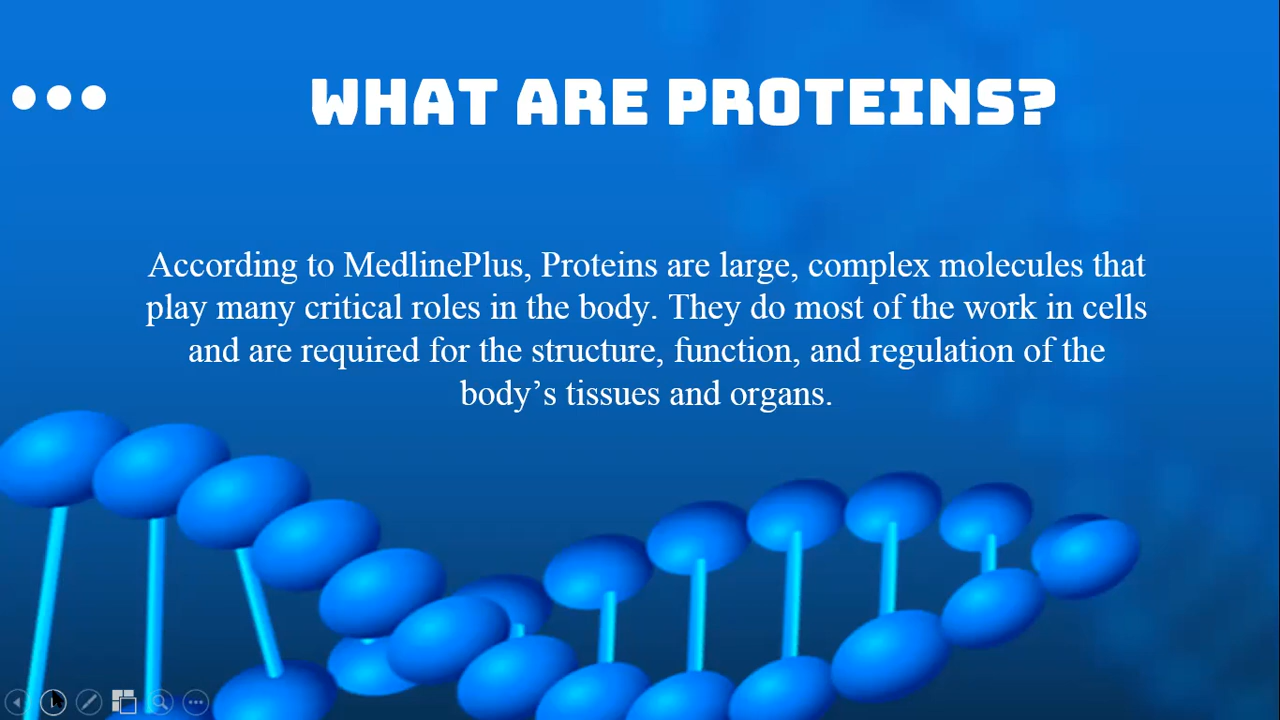 WHAT ARE PROTEINS?
According to MedlinePlus, Proteins are large, complex molecules that
play many critical roles in the body. They do most of the work in cells
and are required for the structure, function, and regulation of the
body’s tissues and organs.